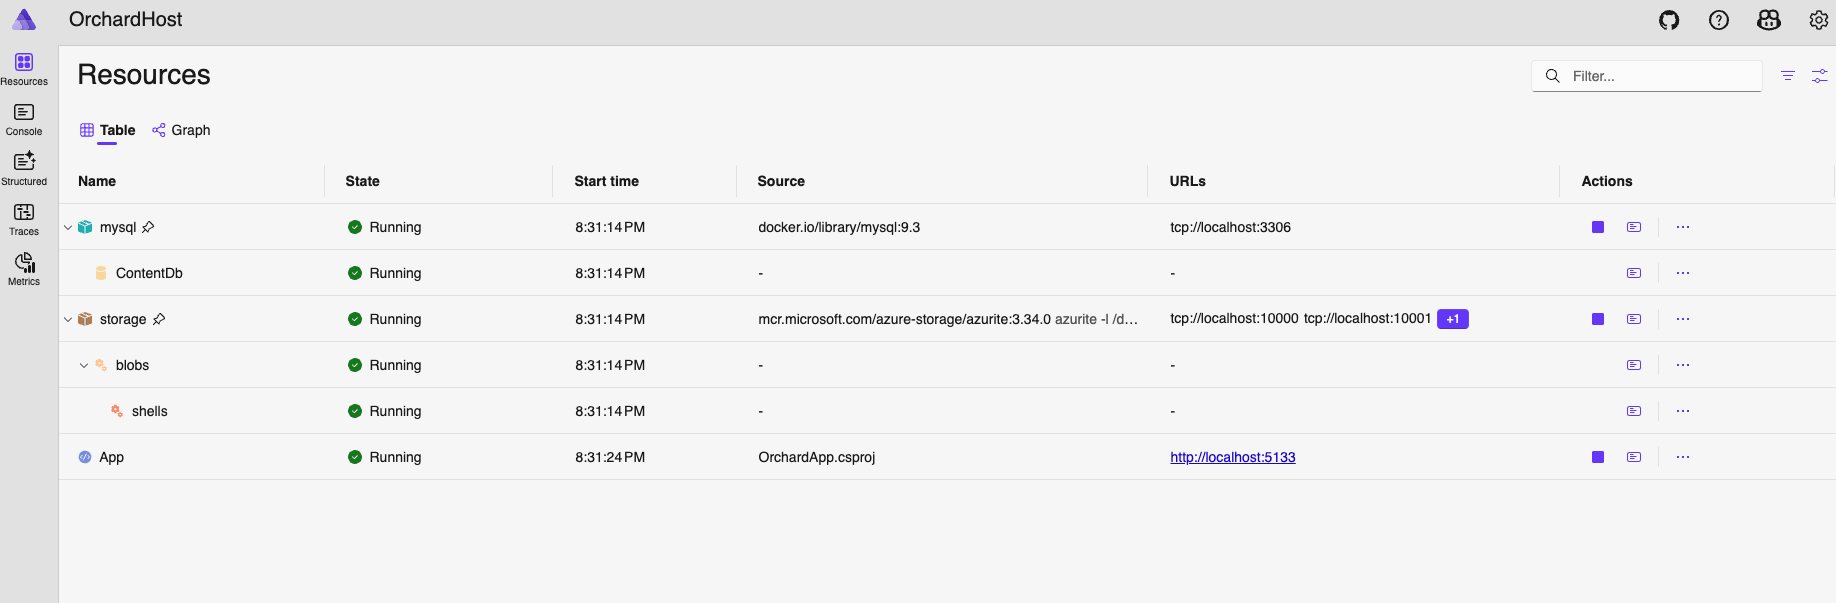 OrchardHost
Resources
Console
Structured
Traces
Metrics
Resources
Filter...
Table Graph
Name State Start time Source URLs Actions
mysql Running 8:31:14 PM docker.io/library/mysql:9.3 tcp://localhost:3306
ContentDb Running 8:31:14 PM - -
storage Running 8:31:14 PM mcr.microsoft.com/azure-storage/azurite:3.34.0 azurite -l /d… tcp://localhost:10000 tcp://localhost:10001 +1
blobs Running 8:31:14 PM - -
shells Running 8:31:14 PM - -
App Running 8:31:24 PM OrchardApp.csproj http://localhost:5133